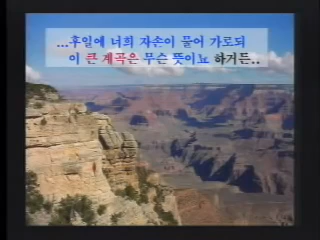 ...후일에 너희 자손이 물어 가로되
이 큰 계곡은 무슨 뜻이뇨 하거든..